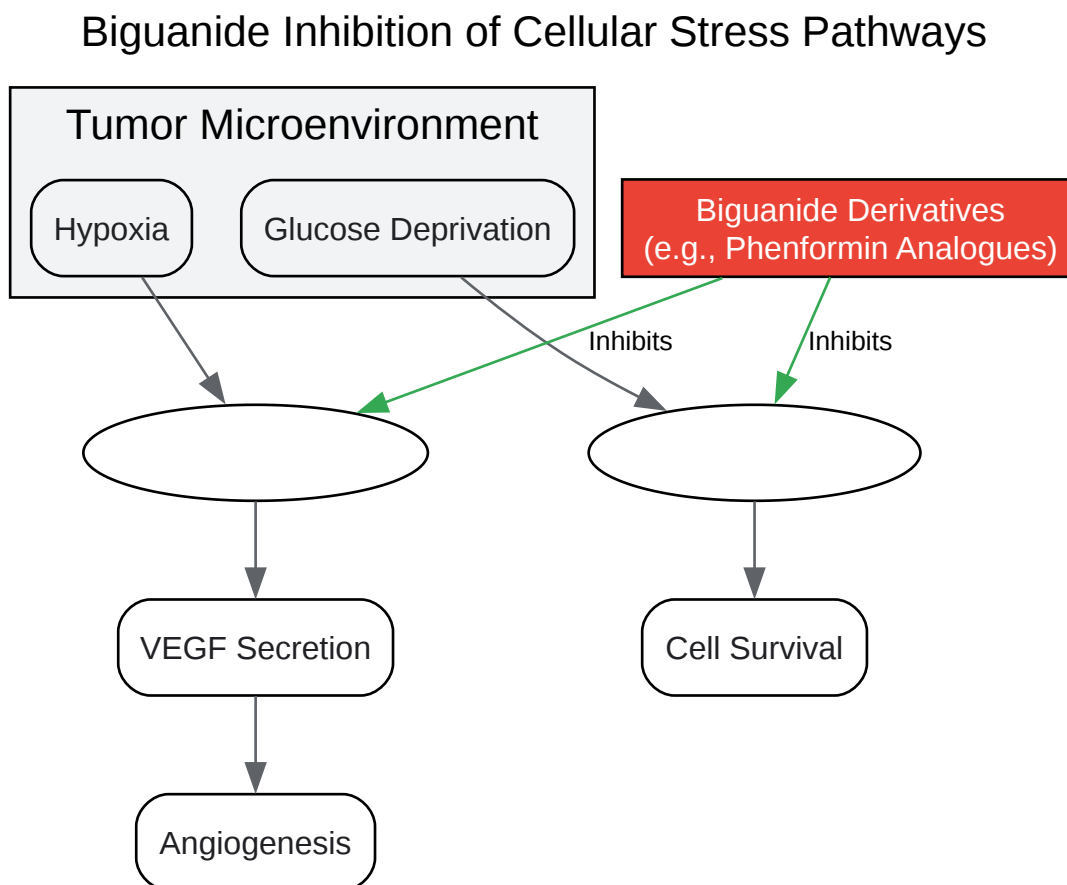 Biguanide Inhibition of Cellular Stress Pathways
Tumor Microenvironment
Hypoxia
Glucose Deprivation
Biguanide Derivatives
(e.g., Phenformin Analogues)
Inhibits
Inhibits
VEGF Secretion
Cell Survival
Angiogenesis